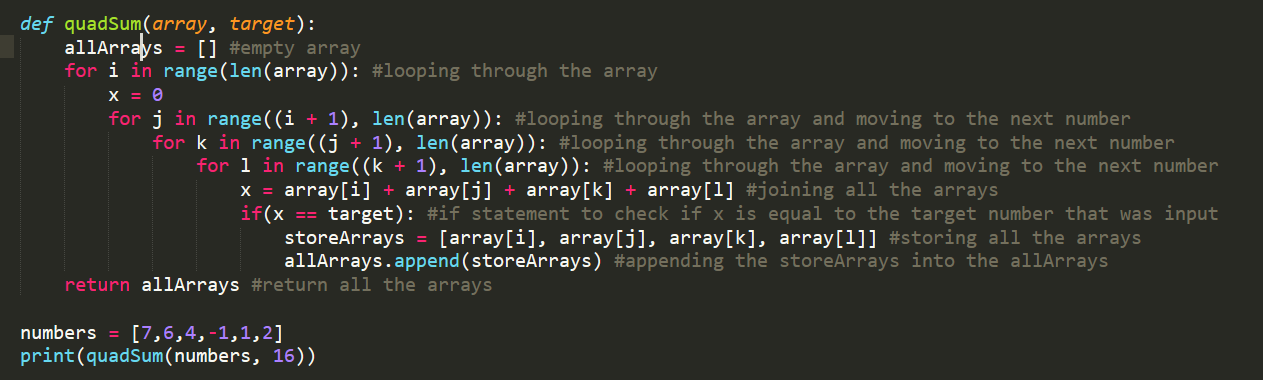 def quadSum(array, target):
    allArrays = [] #empty array
    for i in range(len(array)): #looping through the array
        x = 0
        for j in range((i + 1), len(array)): #looping through the array and moving to the next number
            for k in range((j + 1), len(array)): #looping through the array and moving to the next number
                for l in range((k + 1), len(array)): #looping through the array and moving to the next number
                    x = array[i] + array[j] + array[k] + array[l] #joining all the arrays
                    if(x == target): #if statement to check if x is equal to the target number that was input
                        storeArrays = [array[i], array[j], array[k], array[l]] #storing all the arrays
                        allArrays.append(storeArrays) #appending the storeArrays into the allArrays
    return allArrays #return all the arrays

numbers = [7,6,4,-1,1,2]
print(quadSum(numbers, 16))